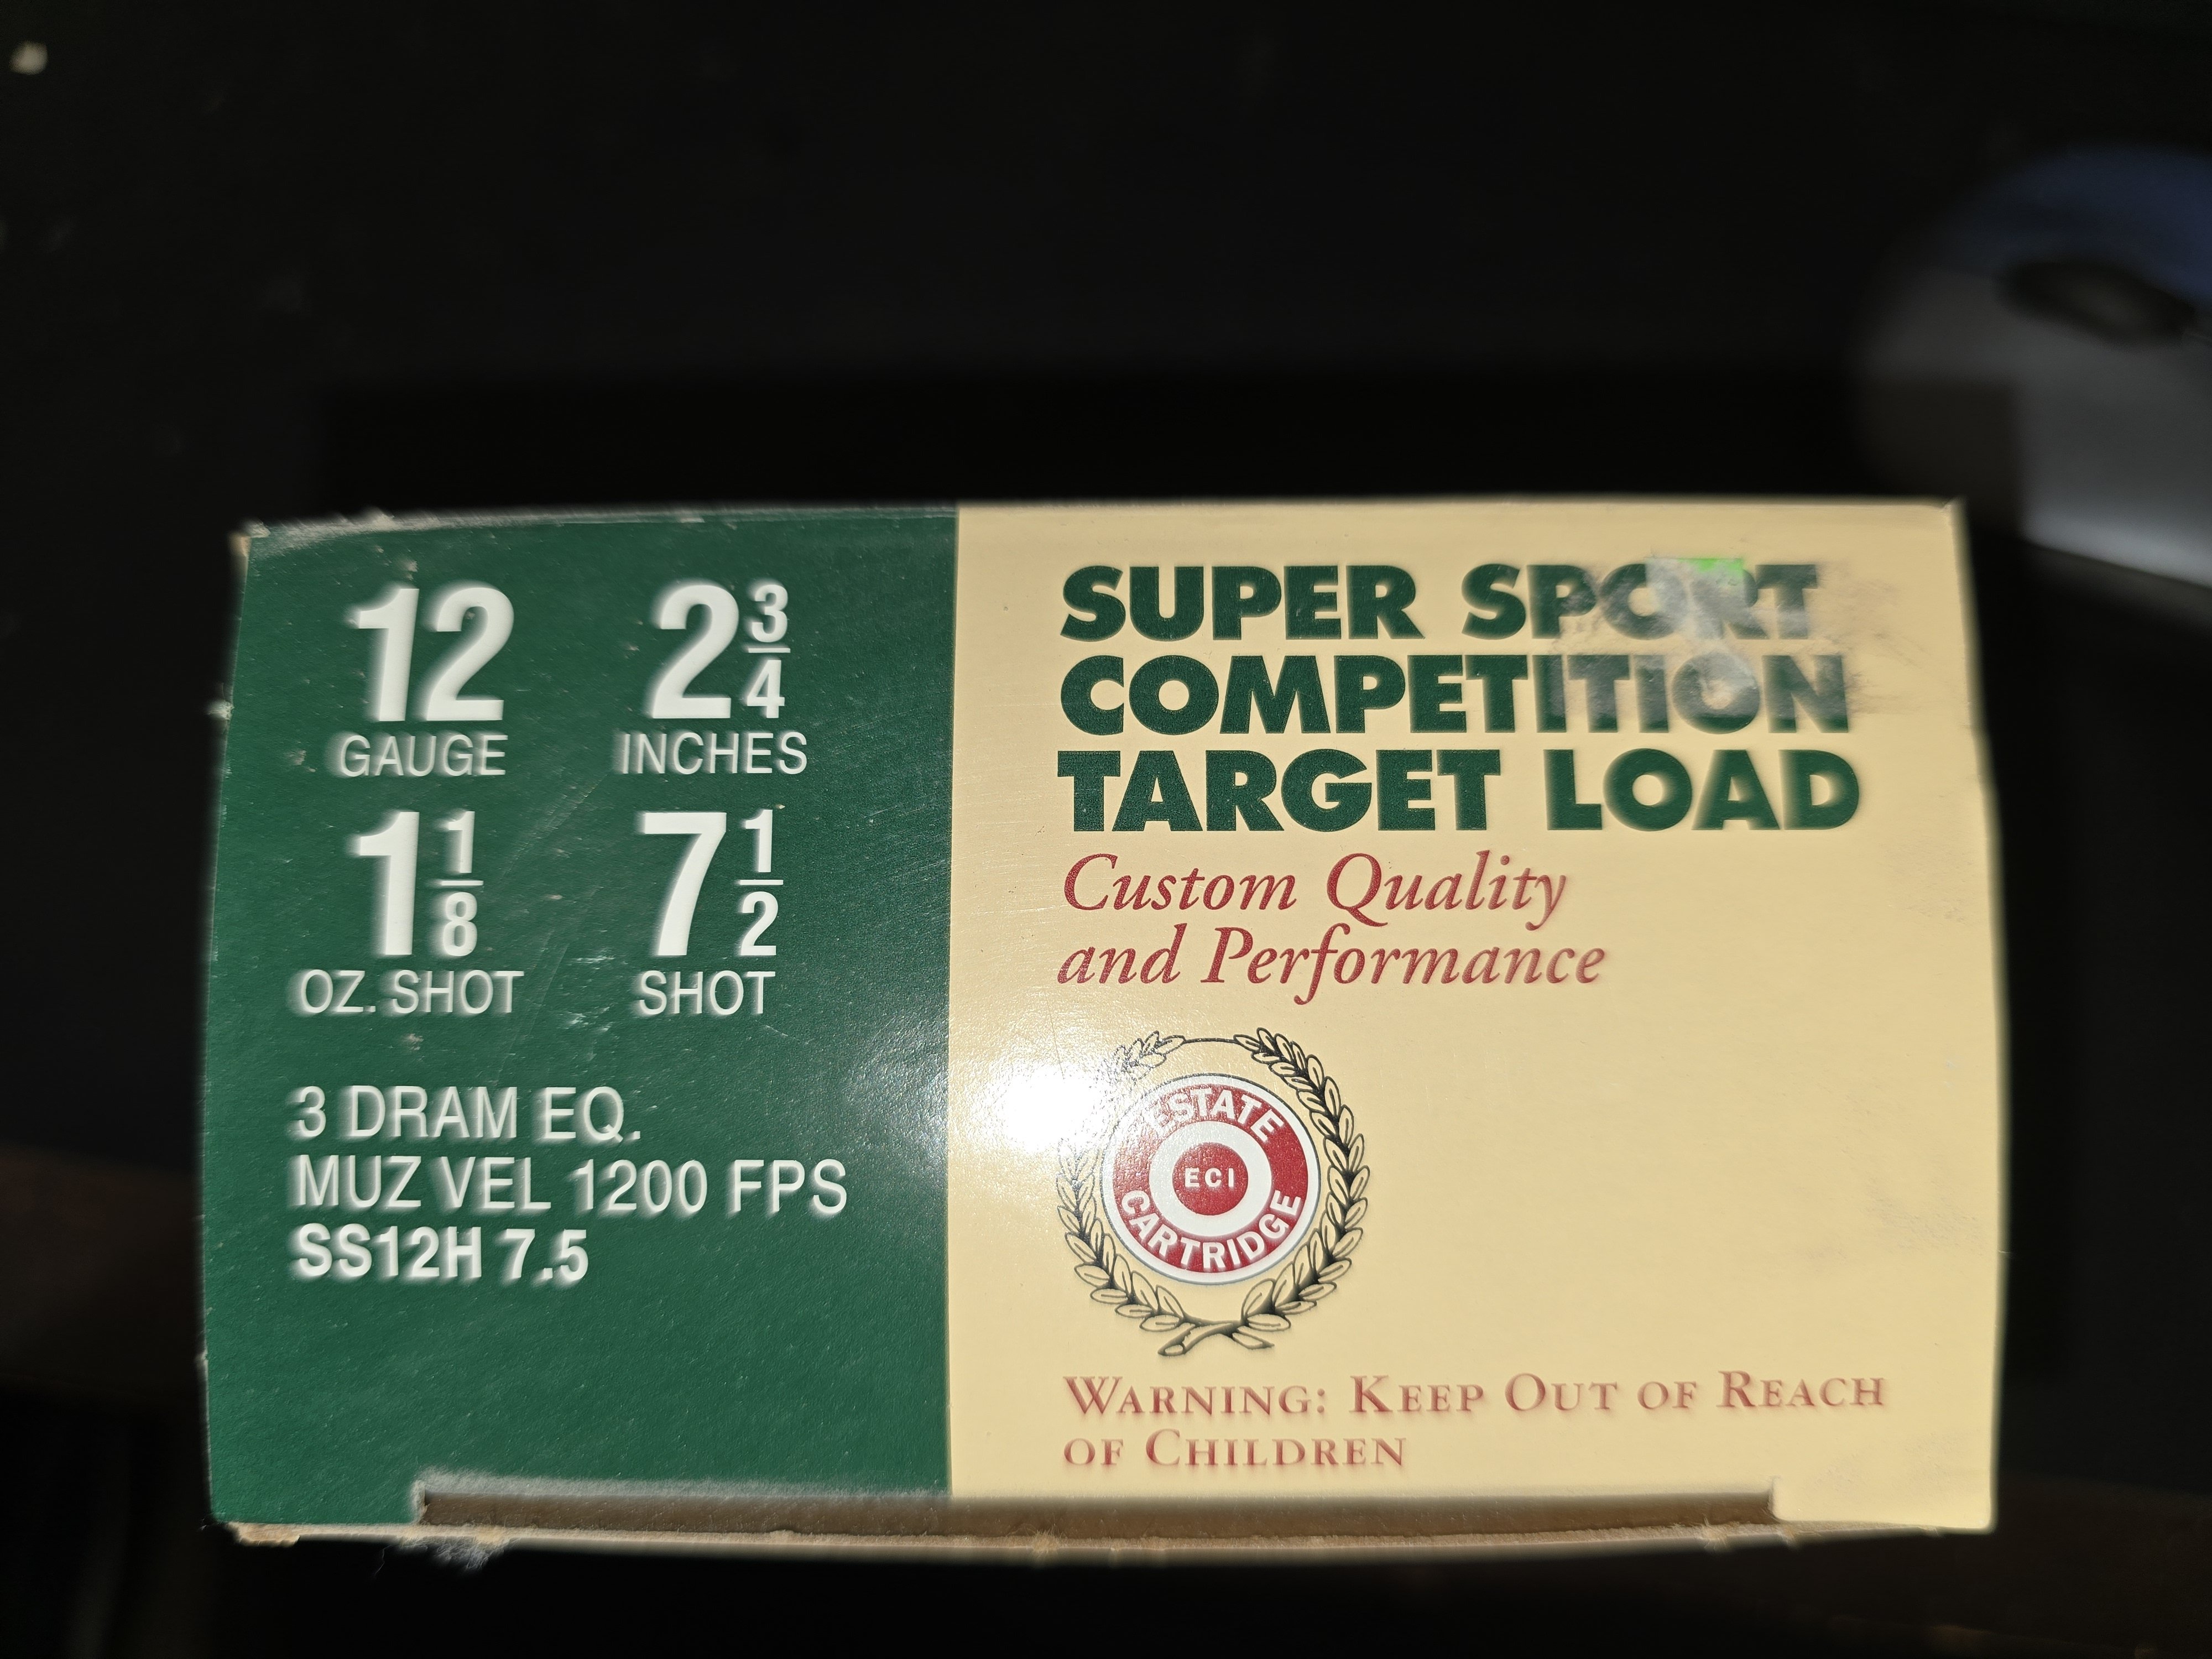 12 2 3/4
GAUGE INCHES
1 1/8 7 1/2
OZ. SHOT SHOT
3 DRAM EQ.
MUZ VEL 1200 FPS
SS12H 7.5
SUPER SPORT
COMPETITION
TARGET LOAD
Custom Quality
and Performance
ESTATE
ECI
CARTRIDGE
WARNING: KEEP OUT OF REACH
OF CHILDREN